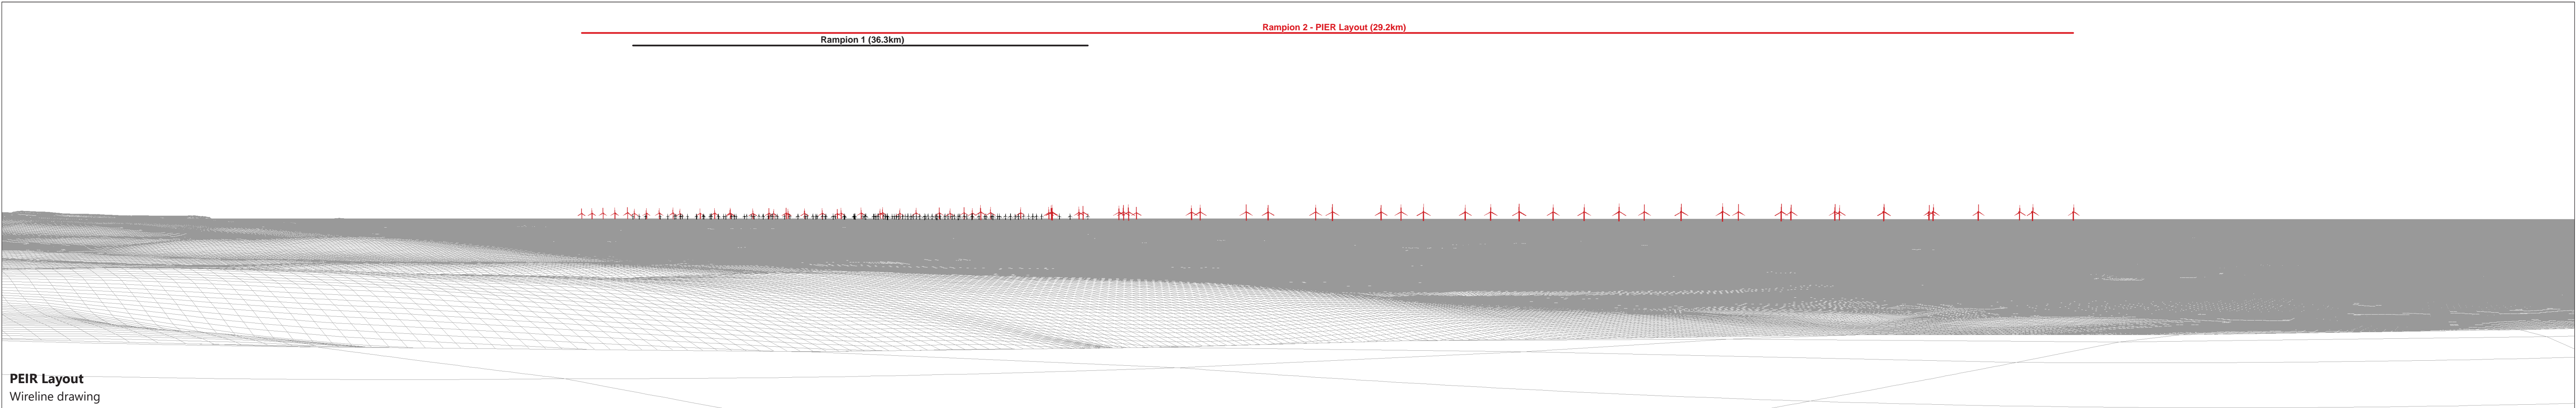 Rampion 2 - PIER Layout (29.2km)
Rampion 1 (36.3km)
PEIR Layout
Wireline drawing